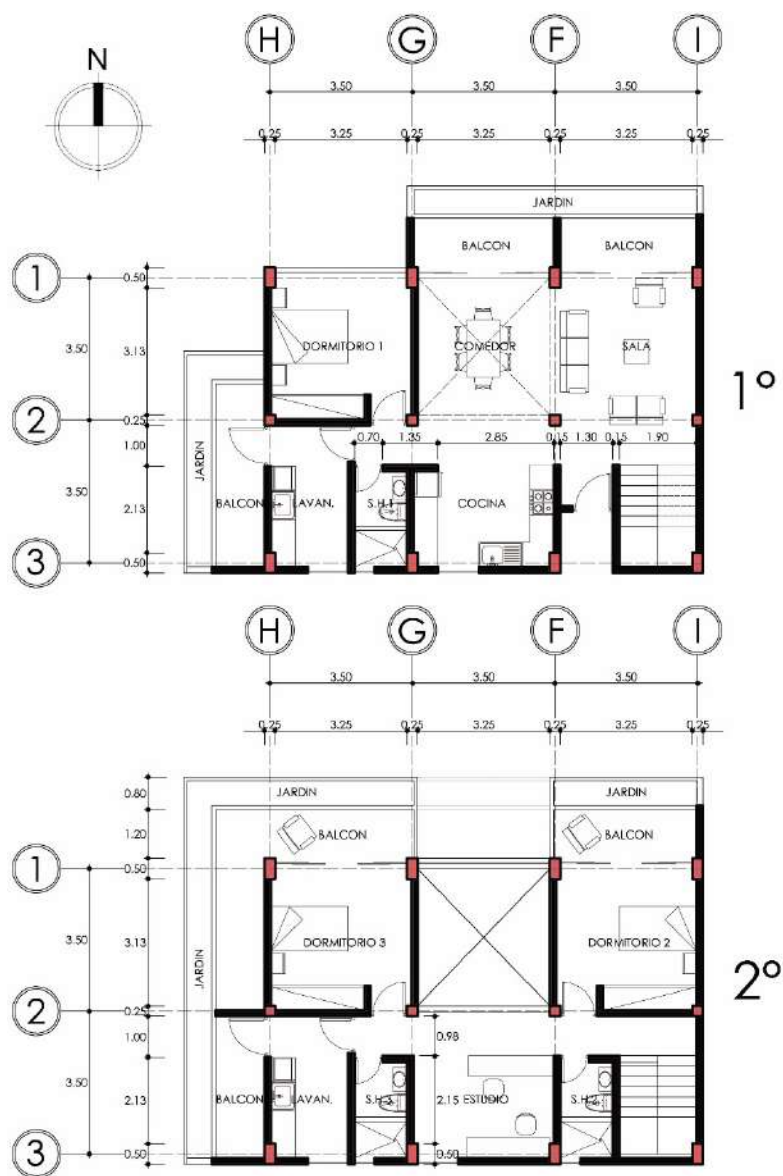 N
H G F I
3.50 3.50 3.50
0.25 3.25 0.25 3.25 0.25 3.25 0.25
JARDIN
BALCON BALCON
1
0.50
3.50
3.13
DORMITORIO 1 COMEDOR SALA
1º
2
0.25
0.70 1.35 2.85 0.15 1.30 0.15 1.90
1.00
JARDIN
3.50
BALCON LAVAN. S.H.1 COCINA
2.13
3
0.50
H G F I
3.50 3.50 3.50
0.25 3.25 0.25 3.25 0.25 3.25 0.25
0.80
JARDIN JARDIN
1.20
BALCON BALCON
1
0.50
3.50
3.13
DORMITORIO 3 DORMITORIO 2
JARDIN
2º
2
0.25
1.00
0.98
3.50
2.13
BALCON LAVAN. S.H.3 2.15 ESTUDIO S.H.2
3
0.50
0.50